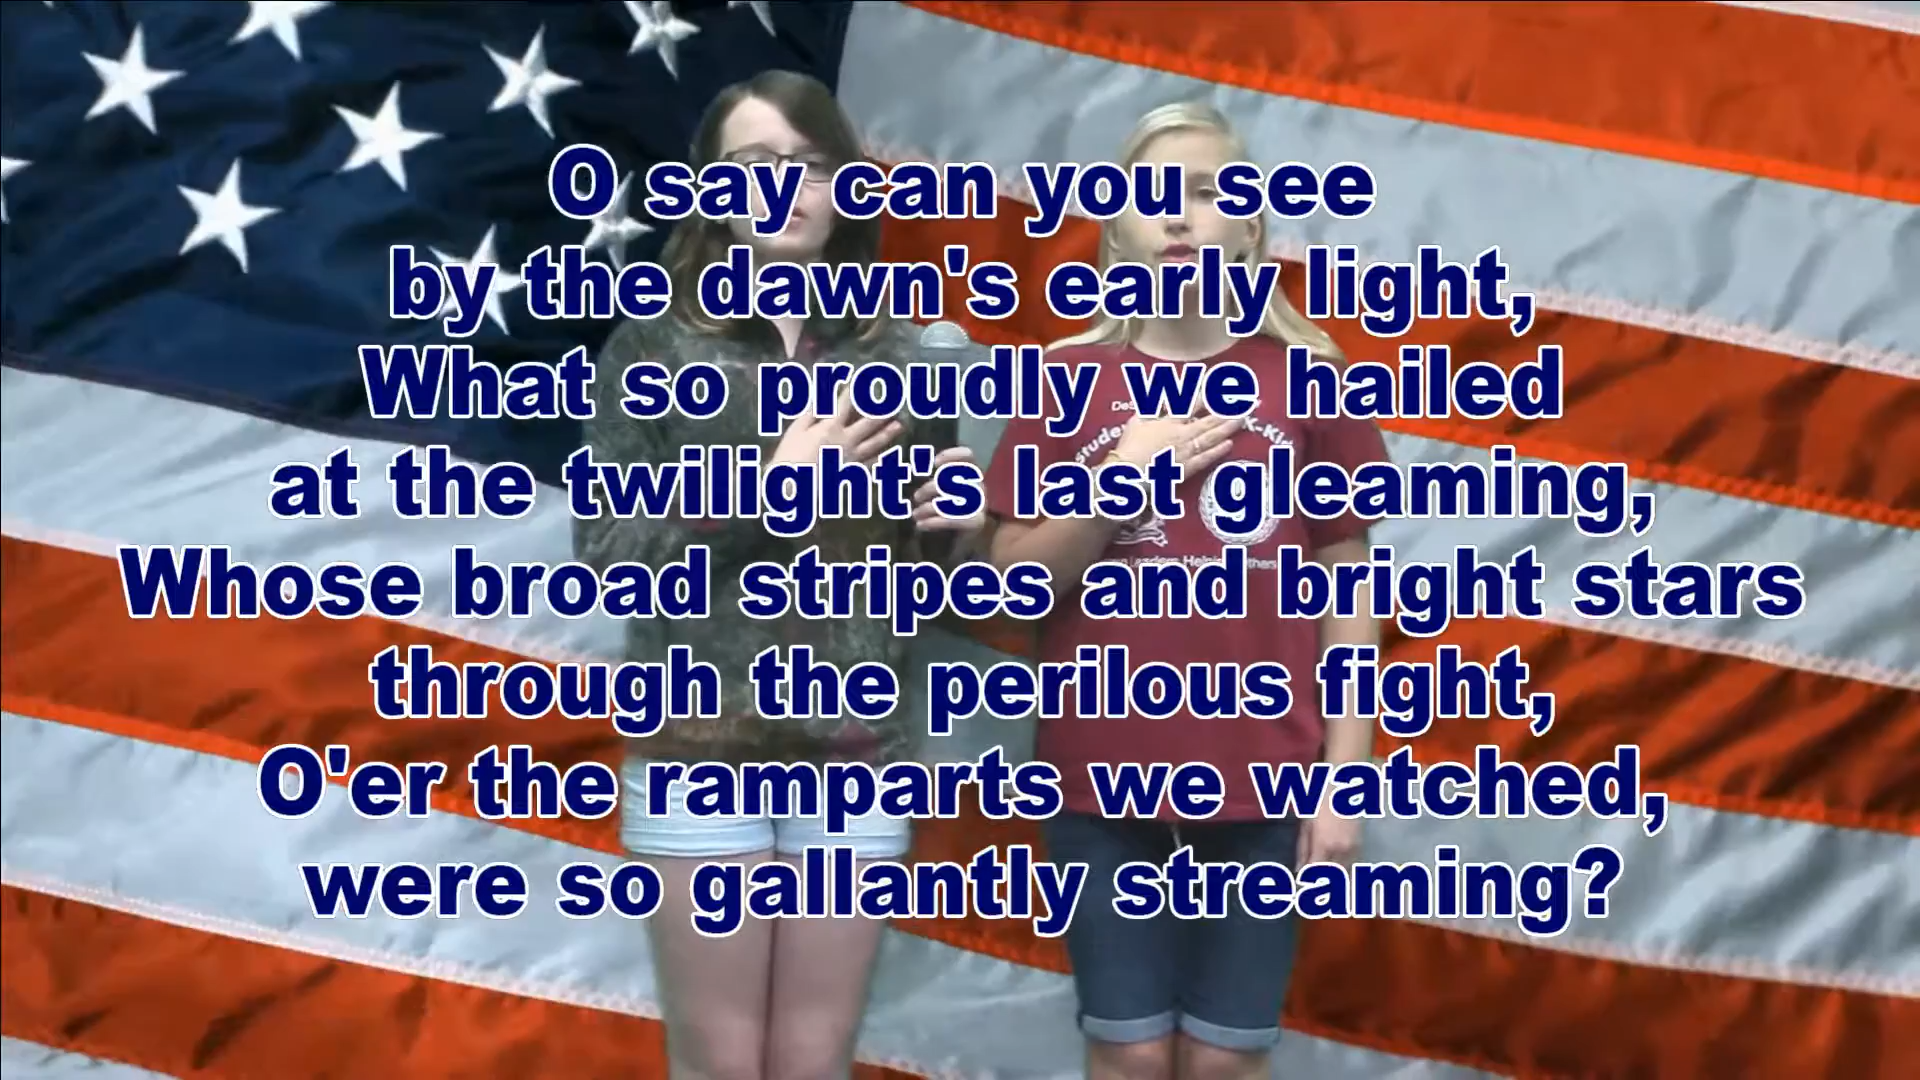 O say can you see
by the dawn's early light,
What so proudly we hailed
at the twilight's last gleaming,
Whose broad stripes and bright stars
through the perilous fight,
O'er the ramparts we watched,
were so gallantly streaming?